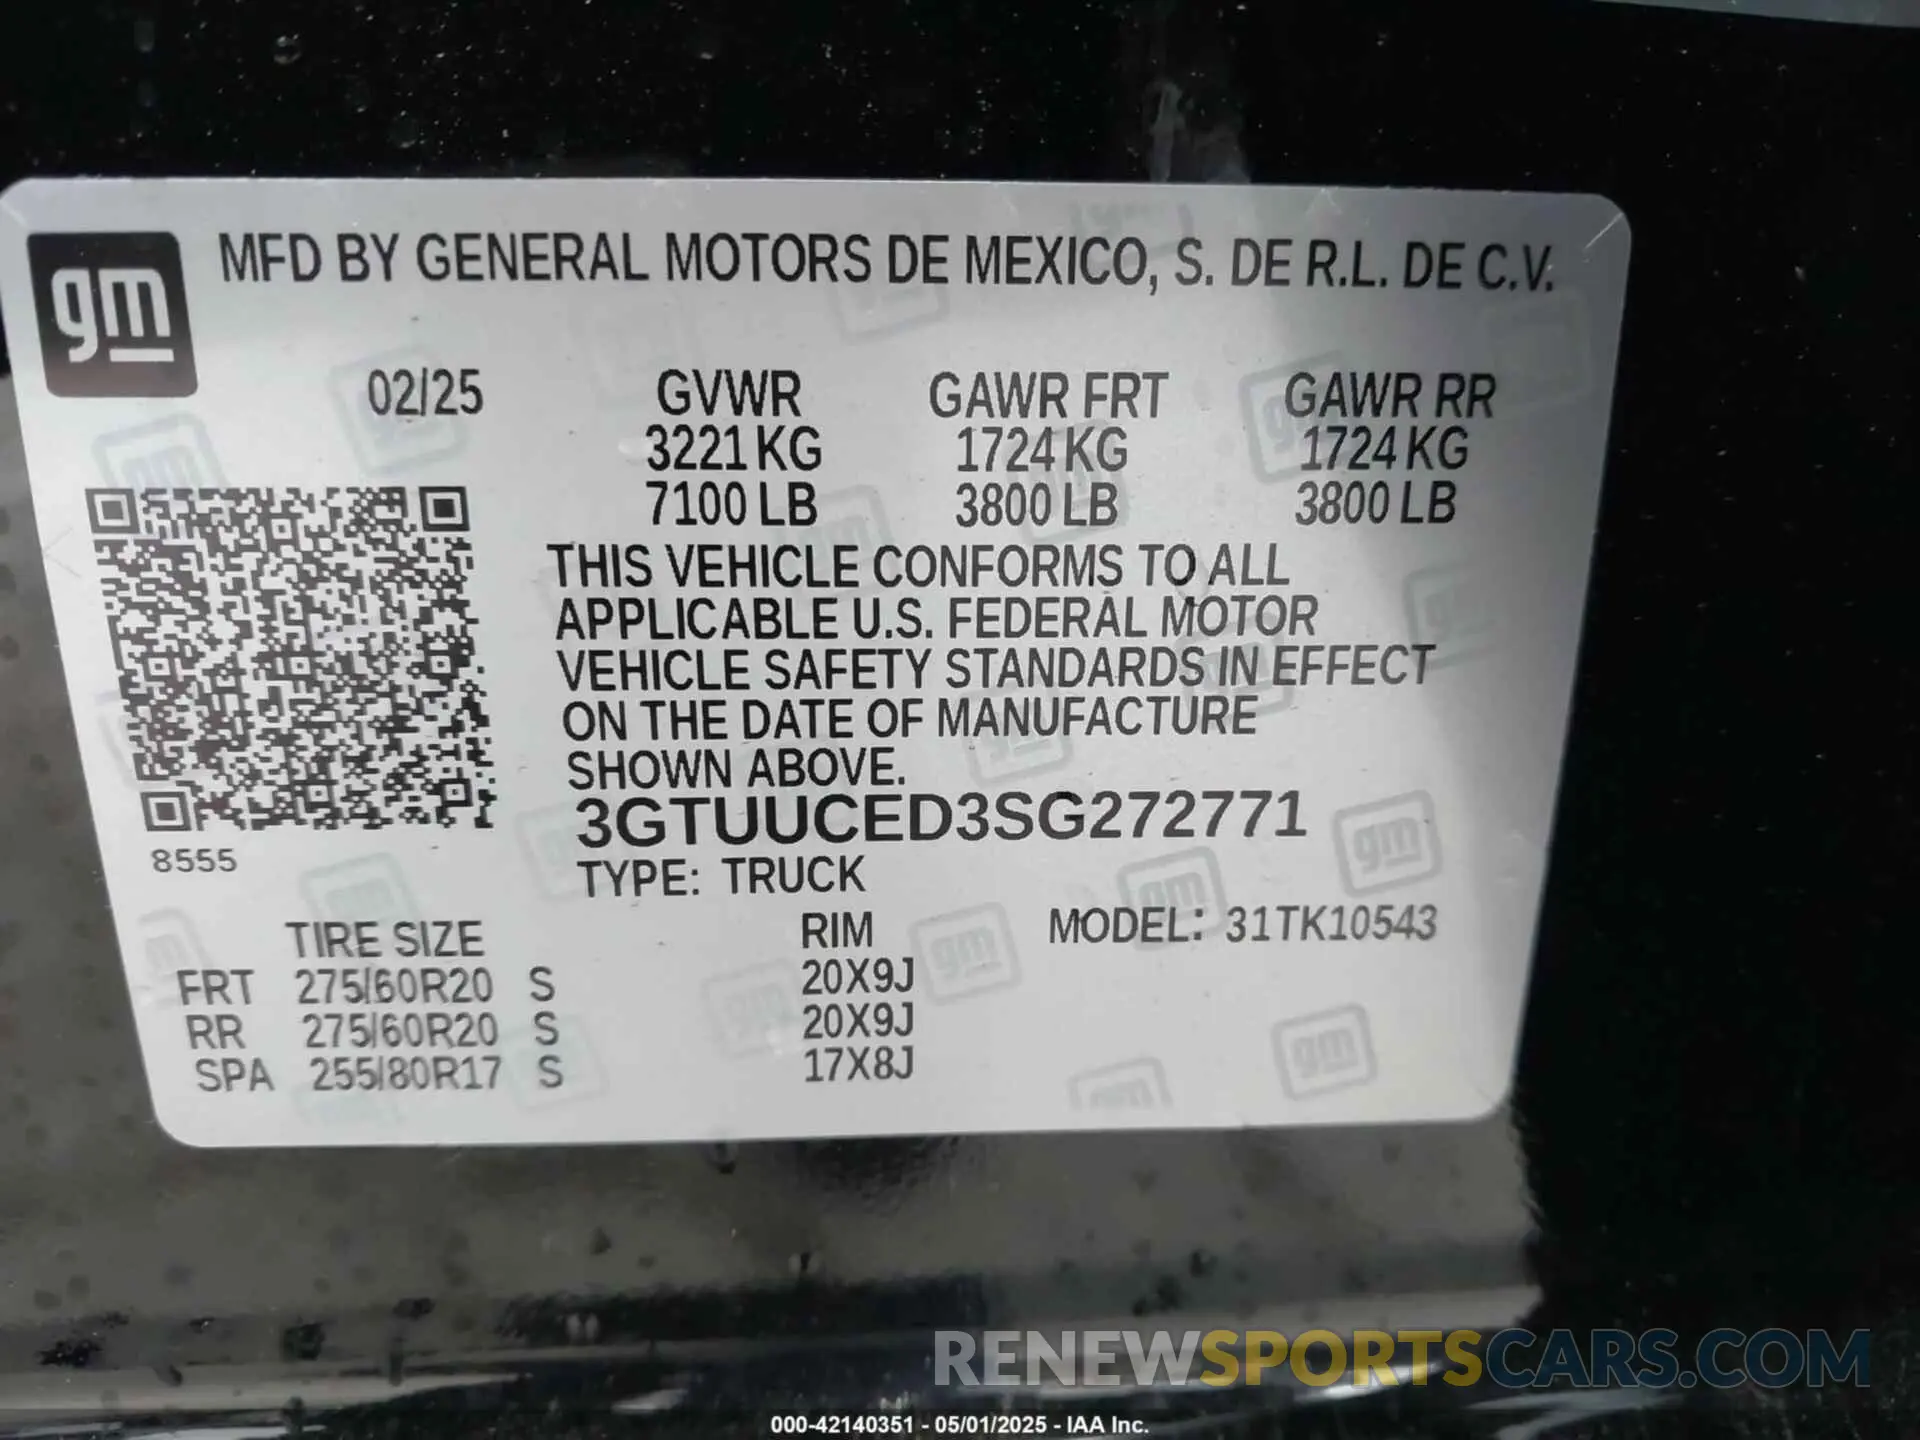 gm MFD BY GENERAL MOTORS DE MEXICO, S. DE R.L. DE C.V.
02/25 GVWR GAWR FRT GAWR RR
3221 KG 1724 KG 1724 KG
7100 LB 3800 LB 3800 LB
THIS VEHICLE CONFORMS TO ALL
APPLICABLE U.S. FEDERAL MOTOR
VEHICLE SAFETY STANDARDS IN EFFECT
ON THE DATE OF MANUFACTURE
SHOWN ABOVE.
3GTUUCED3SG272771
8555
TYPE: TRUCK
TIRE SIZE RIM MODEL: 31TK10543
FRT 275/60R20 S 20X9J
RR 275/60R20 S 20X9J
SPA 255/80R17 S 17X8J
RENEWSPORTSCARS.COM
000-42140351 - 05/01/2025 - IAA Inc.